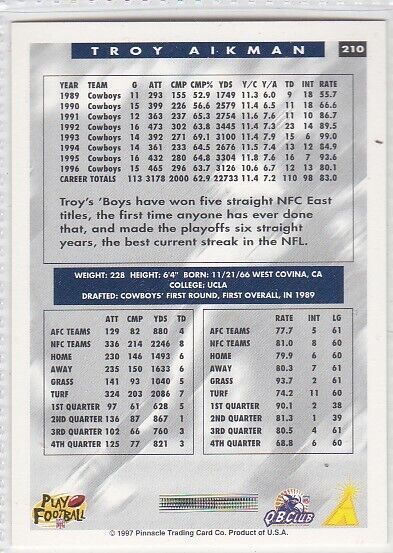 TROY AIKMAN 210
YEAR TEAM G ATT CMP CMP% YDS Y/C Y/A TD INT RATE
1989 Cowboys 11 293 155 52.9 1749 11.3 6.0 9 18 55.7
1990 Cowboys 15 399 226 56.6 2579 11.4 6.5 11 18 66.6
1991 Cowboys 12 363 237 65.3 2754 11.6 7.6 11 10 86.7
1992 Cowboys 16 473 302 63.8 3445 11.4 7.3 23 14 89.5
1993 Cowboys 14 392 271 69.1 3100 11.4 7.9 15 6 99.0
1994 Cowboys 14 361 233 64.5 2676 11.5 7.4 13 12 84.9
1995 Cowboys 16 432 280 64.8 3304 11.8 7.6 16 7 93.6
1996 Cowboys 15 465 296 63.7 3126 10.6 6.7 12 13 80.1
CAREER TOTALS 113 3178 2000 62.9 22733 11.4 7.2 110 98 83.0
Troy's 'Boys have won five straight NFC East
titles, the first time anyone has ever done
that, and made the playoffs six straight
years, the best current streak in the NFL.
WEIGHT: 228 HEIGHT: 6'4" BORN: 11/21/66 WEST COVINA, CA
COLLEGE: UCLA
DRAFTED: COWBOYS' FIRST ROUND, FIRST OVERALL, IN 1989
ATT CMP YDS TD
AFC TEAMS 129 82 880 4
NFC TEAMS 336 214 2246 8
HOME 230 146 1493 6
AWAY 235 150 1633 6
GRASS 141 93 1040 5
TURF 324 203 2086 7
1ST QUARTER 97 61 628 5
2ND QUARTER 136 87 867 1
3RD QUARTER 102 66 760 3
4TH QUARTER 125 77 821 3
RATE INT LG
AFC TEAMS 77.7 5 61
NFC TEAMS 81.0 8 60
HOME 79.9 6 60
AWAY 80.3 7 61
GRASS 93.7 2 61
TURF 74.2 11 60
1ST QUARTER 90.1 2 38
2ND QUARTER 81.3 1 39
3RD QUARTER 80.5 4 61
4TH QUARTER 68.8 6 60
PLAY FOOTBALL
NFL
Q.B. CLUB
© 1997 Pinnacle Trading Card Co. Product of U.S.A.